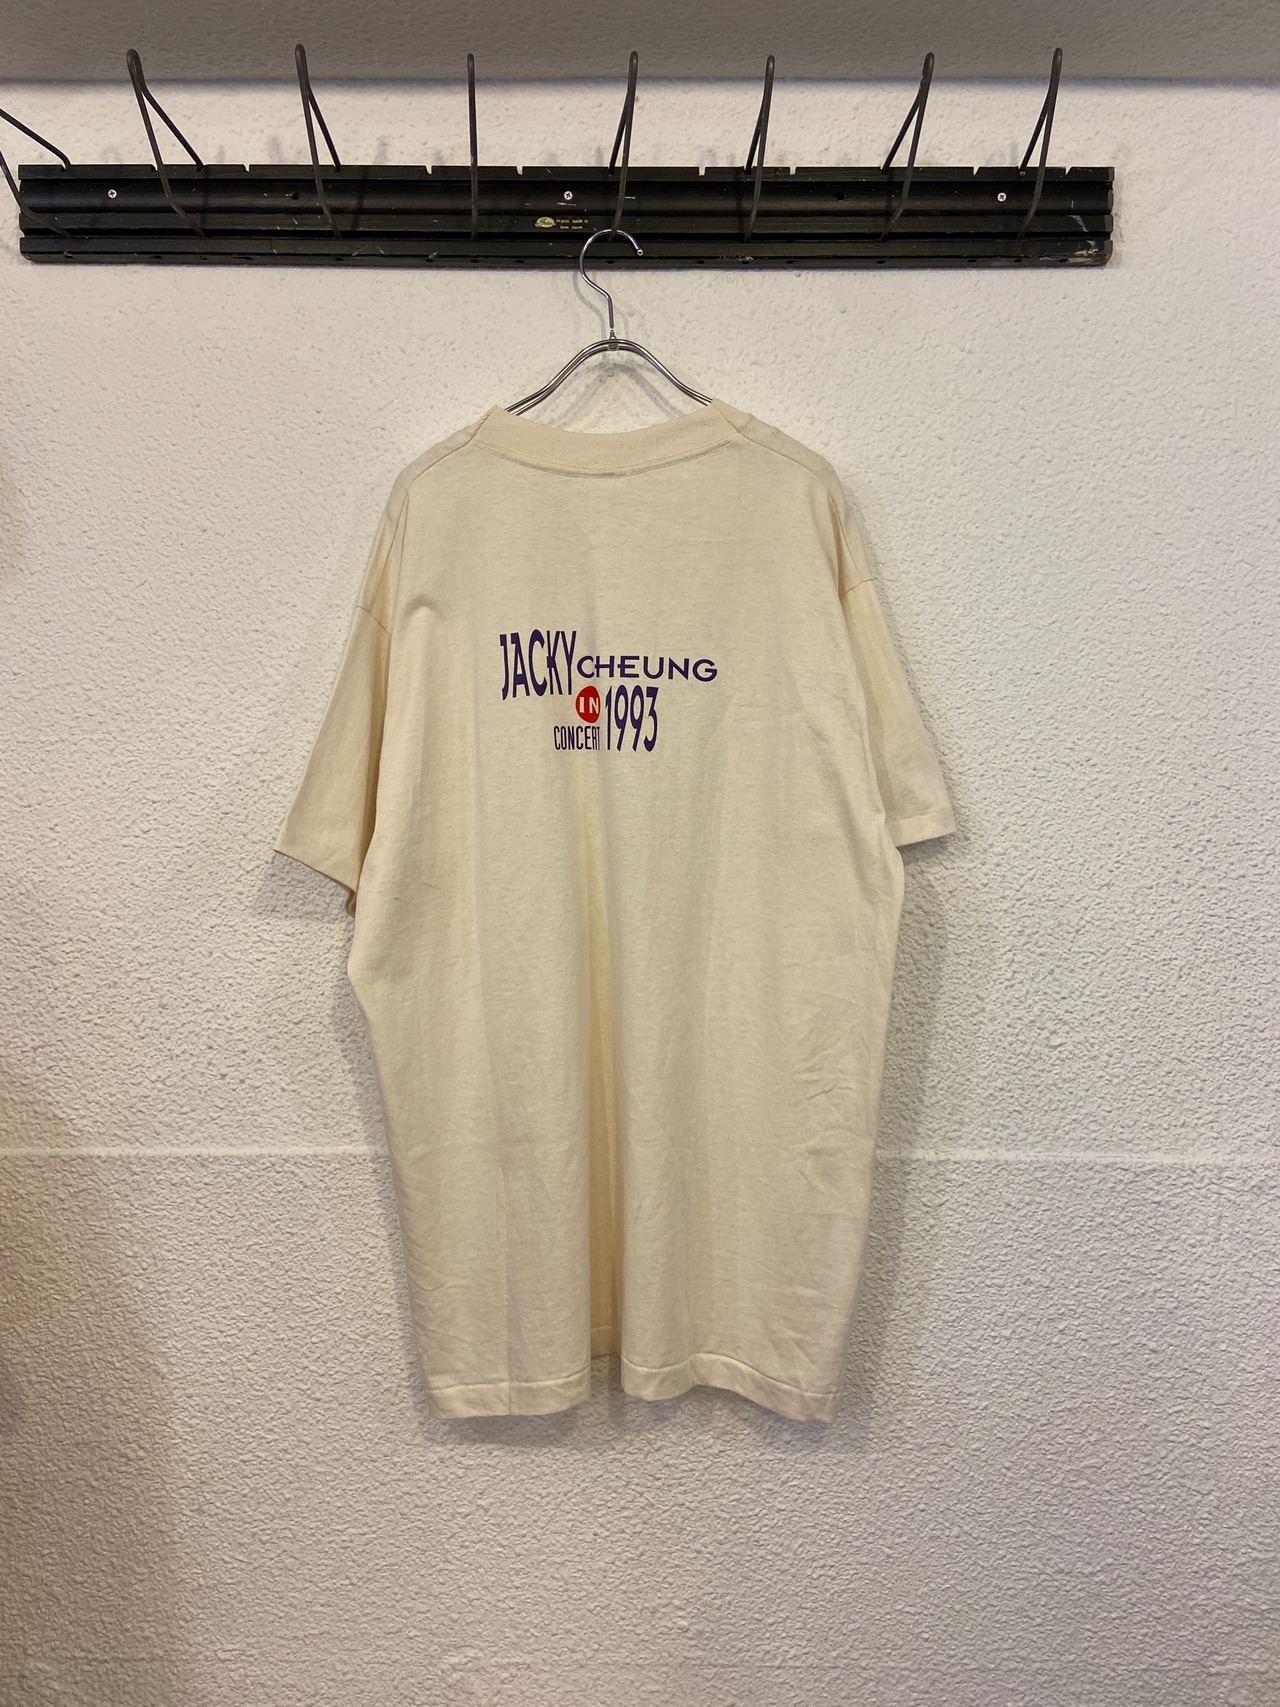 JACKY CHEUNG
IN
CONCERT 1993